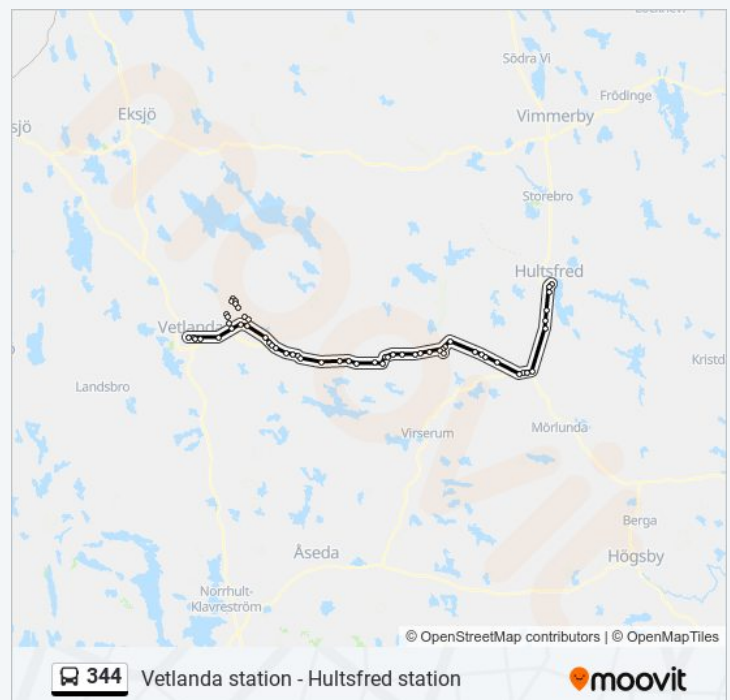 Södra Vi
Frödinge
Eksjö
Vimmerby
sjö
Storebro
Hultsfred
Vetlanda
Kristd
Landsbro
Virserum
Mörlunda
Berga
Åseda
Högsby
Norrhult-
Klavreström
moovit
© OpenStreetMap contributors | © OpenMapTiles
344 Vetlanda station - Hultsfred station
moovit